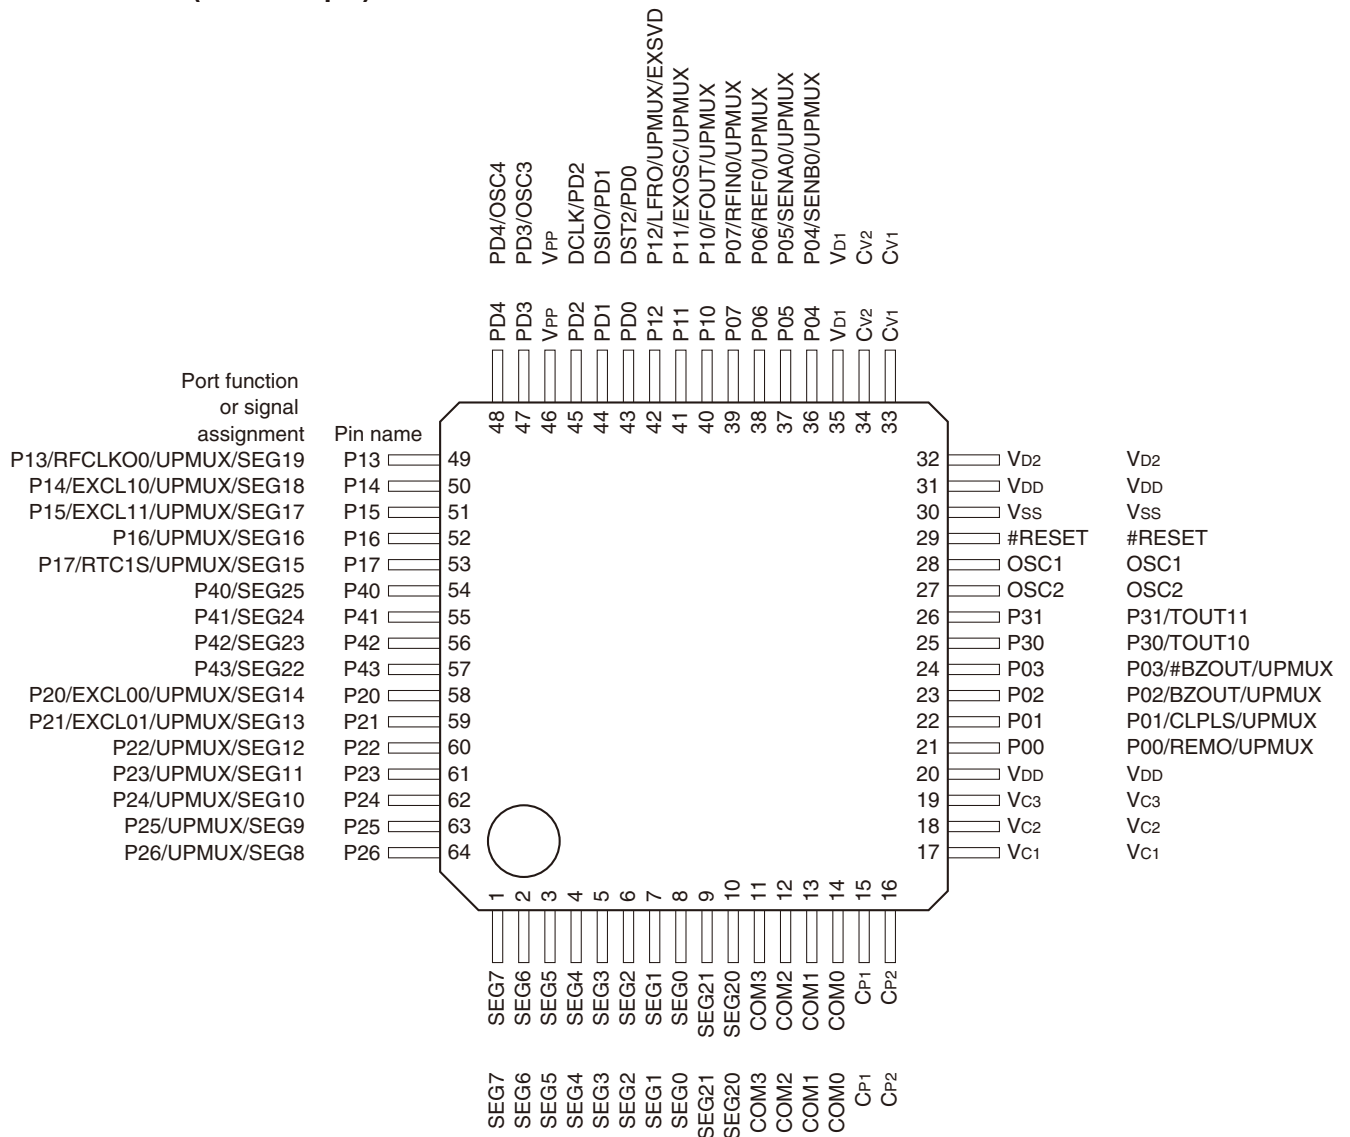 PD4/OSC4
PD3/OSC3
VPP
DCLK/PD2
DSIO/PD1
DST2/PD0
P12/LFRO/UPMUX/EXSVD
P11/EXOSC/UPMUX
P10/FOUT/UPMUX
P07/RFIN0/UPMUX
P06/REF0/UPMUX
P05/SENA0/UPMUX
P04/SENB0/UPMUX
VD1
CV2
CV1
PD4
PD3
VPP
PD2
PD1
PD0
P12
P11
P10
P07
P06
P05
P04
VD1
CV2
CV1
48 47 46 45 44 43 42 41 40 39 38 37 36 35 34 33
Port function
or signal
assignment Pin name
P13/RFCLKO0/UPMUX/SEG19 P13 49 32 VD2 VD2
P14/EXCL10/UPMUX/SEG18 P14 50 31 VDD VDD
P15/EXCL11/UPMUX/SEG17 P15 51 30 VSS VSS
P16/UPMUX/SEG16 P16 52 29 #RESET #RESET
P17/RTC1S/UPMUX/SEG15 P17 53 28 OSC1 OSC1
P40/SEG25 P40 54 27 OSC2 OSC2
P41/SEG24 P41 55 26 P31 P31/TOUT11
P42/SEG23 P42 56 25 P30 P30/TOUT10
P43/SEG22 P43 57 24 P03 P03/#BZOUT/UPMUX
P20/EXCL00/UPMUX/SEG14 P20 58 23 P02 P02/BZOUT/UPMUX
P21/EXCL01/UPMUX/SEG13 P21 59 22 P01 P01/CLPLS/UPMUX
P22/UPMUX/SEG12 P22 60 21 P00 P00/REMO/UPMUX
P23/UPMUX/SEG11 P23 61 20 VDD VDD
P24/UPMUX/SEG10 P24 62 19 VC3 VC3
P25/UPMUX/SEG9 P25 63 18 VC2 VC2
P26/UPMUX/SEG8 P26 64 17 VC1 VC1
1 2 3 4 5 6 7 8 9 10 11 12 13 14 15 16
SEG7
SEG6
SEG5
SEG4
SEG3
SEG2
SEG1
SEG0
SEG21
SEG20
COM3
COM2
COM1
COM0
CP1
CP2
SEG7
SEG6
SEG5
SEG4
SEG3
SEG2
SEG1
SEG0
SEG21
SEG20
COM3
COM2
COM1
COM0
CP1
CP2